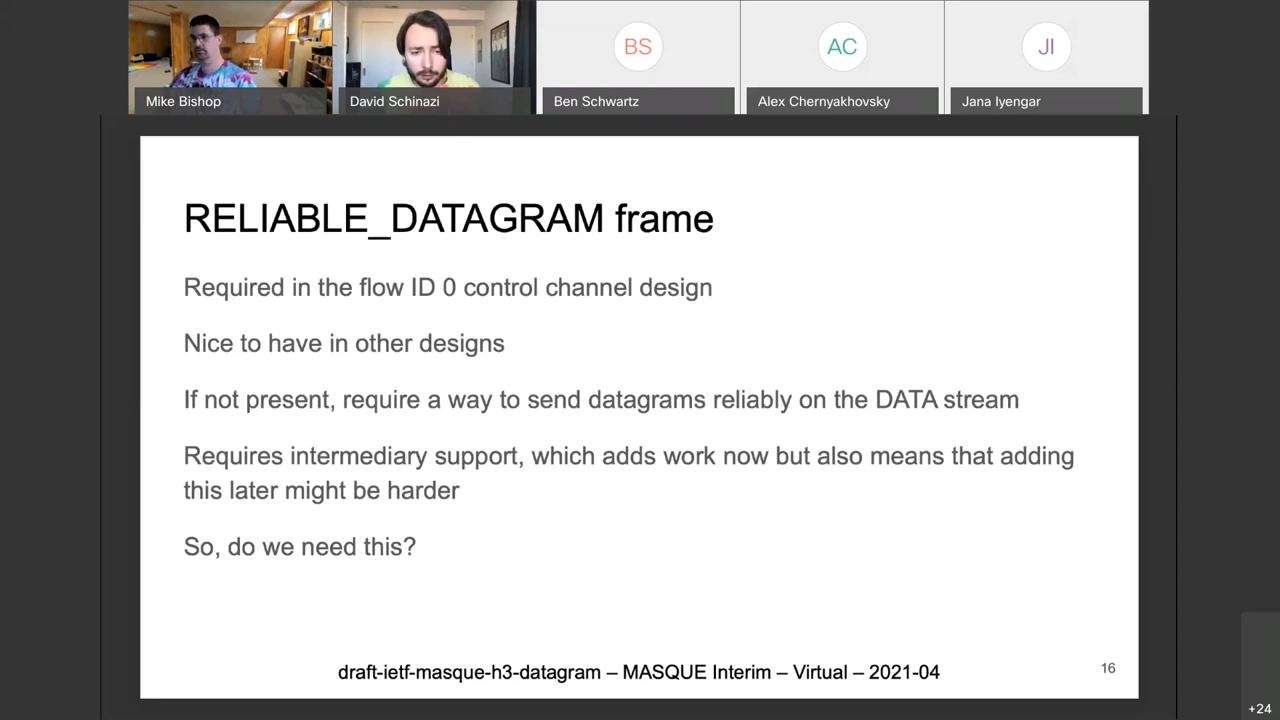 BS
AC
JI
Mike Bishop
David Schinazi
Ben Schwartz
Alex Chernyakhovsky
Jana Iyengar
RELIABLE_DATAGRAM frame
Required in the flow ID 0 control channel design
Nice to have in other designs
If not present, require a way to send datagrams reliably on the DATA stream
Requires intermediary support, which adds work now but also means that adding
this later might be harder
So, do we need this?
draft-ietf-masque-h3-datagram – MASQUE Interim – Virtual – 2021-04
16
+24